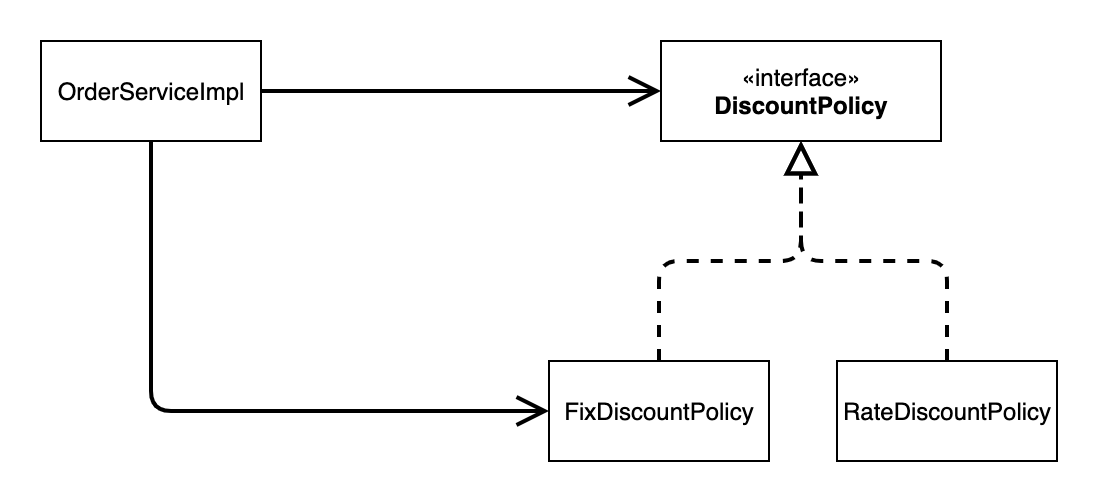 OrderServiceImpl
«interface»
DiscountPolicy
FixDiscountPolicy
RateDiscountPolicy